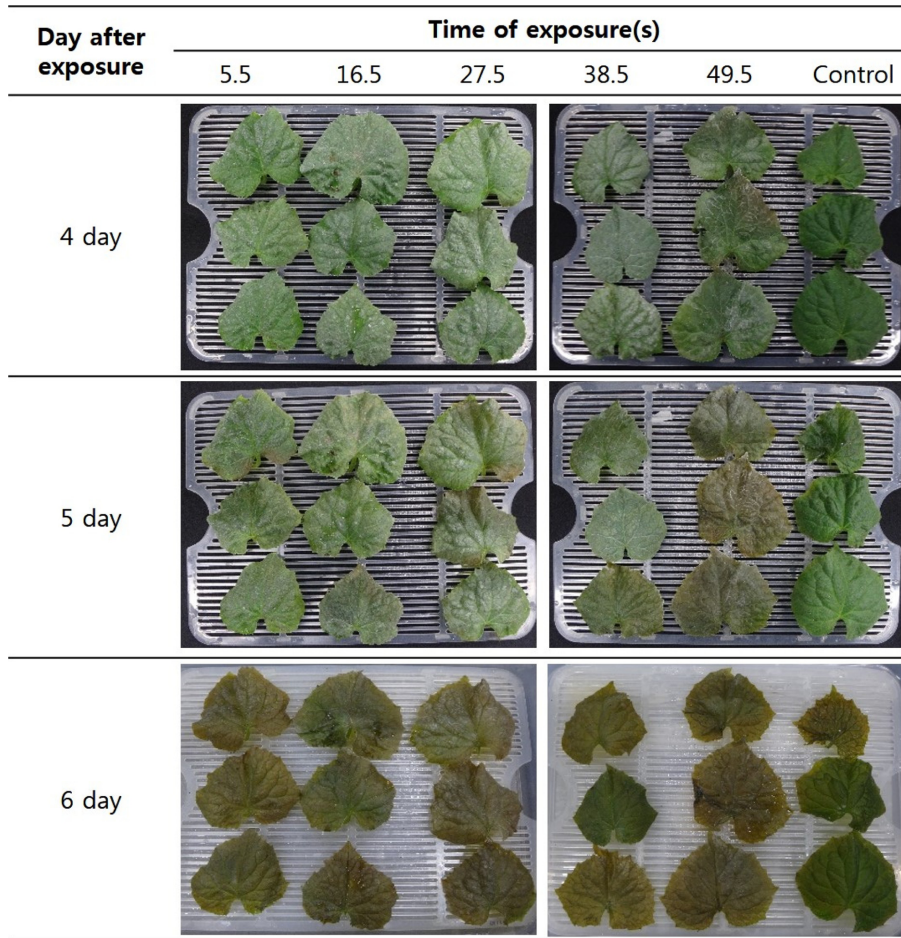 Day after
exposure
Time of exposure(s)
5.5 16.5 27.5 38.5 49.5 Control
4 day
5 day
6 day